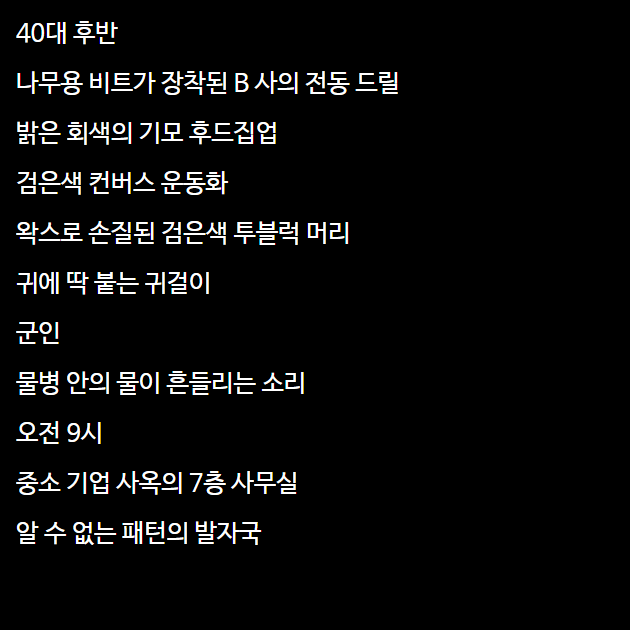 40대 후반
나무용 비트가 장착된 B 사의 전동 드릴
밝은 회색의 기모 후드집업
검은색 컨버스 운동화
왁스로 손질된 검은색 투블럭 머리
귀에 딱 붙는 귀걸이
군인
물병 안의 물이 흔들리는 소리
오전 9시
중소 기업 사옥의 7층 사무실
알 수 없는 패턴의 발자국